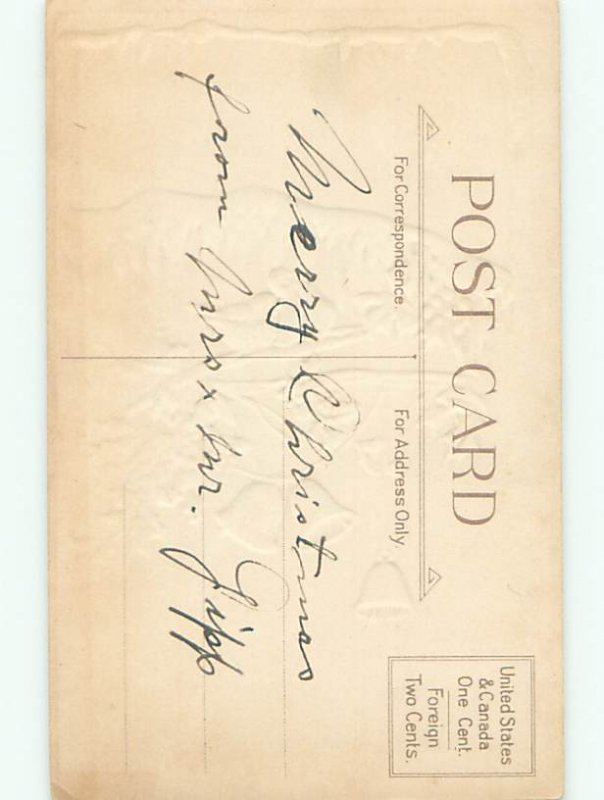 POST CARD
For Correspondence.
For Address Only.
United States
& Canada
One Cent.
Foreign
Two Cents.
Merry Christmas
from Mrs x Mr. Gipp